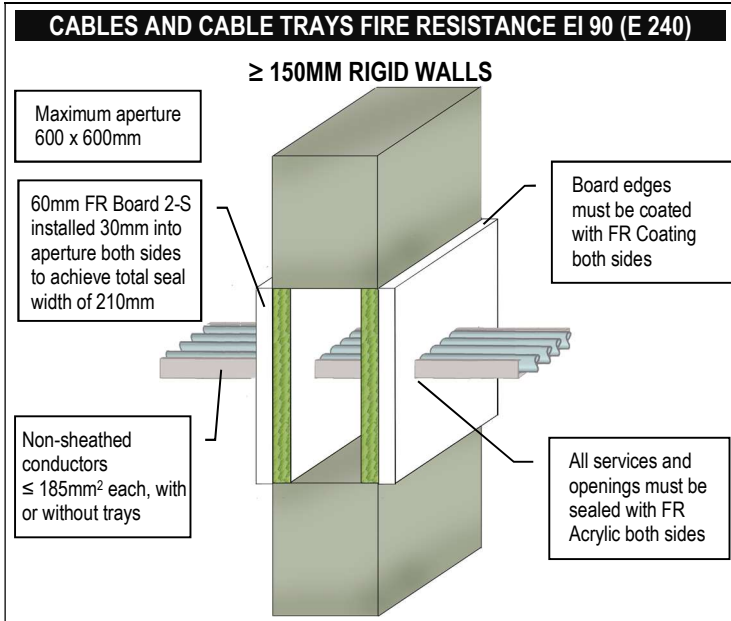 CABLES AND CABLE TRAYS FIRE RESISTANCE EI 90 (E 240)
≥ 150MM RIGID WALLS
Maximum aperture
600 x 600mm
60mm FR Board 2-S
installed 30mm into
aperture both sides
to achieve total seal
width of 210mm
Board edges
must be coated
with FR Coating
both sides
Non-sheathed
conductors
≤ 185mm² each, with
or without trays
All services and
openings must be
sealed with FR
Acrylic both sides